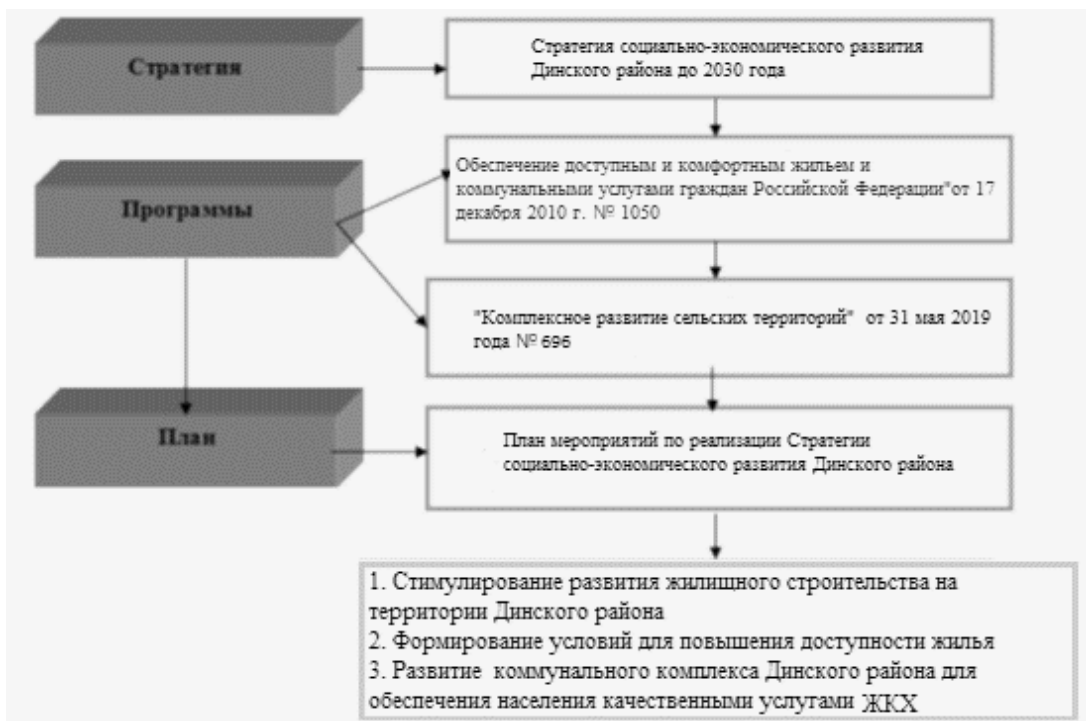 Стратегия
Стратегия социально-экономического развития
Динского района до 2030 года
Программы
Обеспечение доступным и комфортным жильем и
коммунальными услугами граждан Российской Федерации"от 17
декабря 2010 г. № 1050
"Комплексное развитие сельских территорий" от 31 мая 2019
года № 696
План
План мероприятий по реализации Стратегии
социально-экономического развития Динского района
1. Стимулирование развития жилищного строительства на
территории Динского района
2. Формирование условий для повышения доступности жилья
3. Развитие коммунального комплекса Динского района для
обеспечения населения качественными услугами ЖКХ